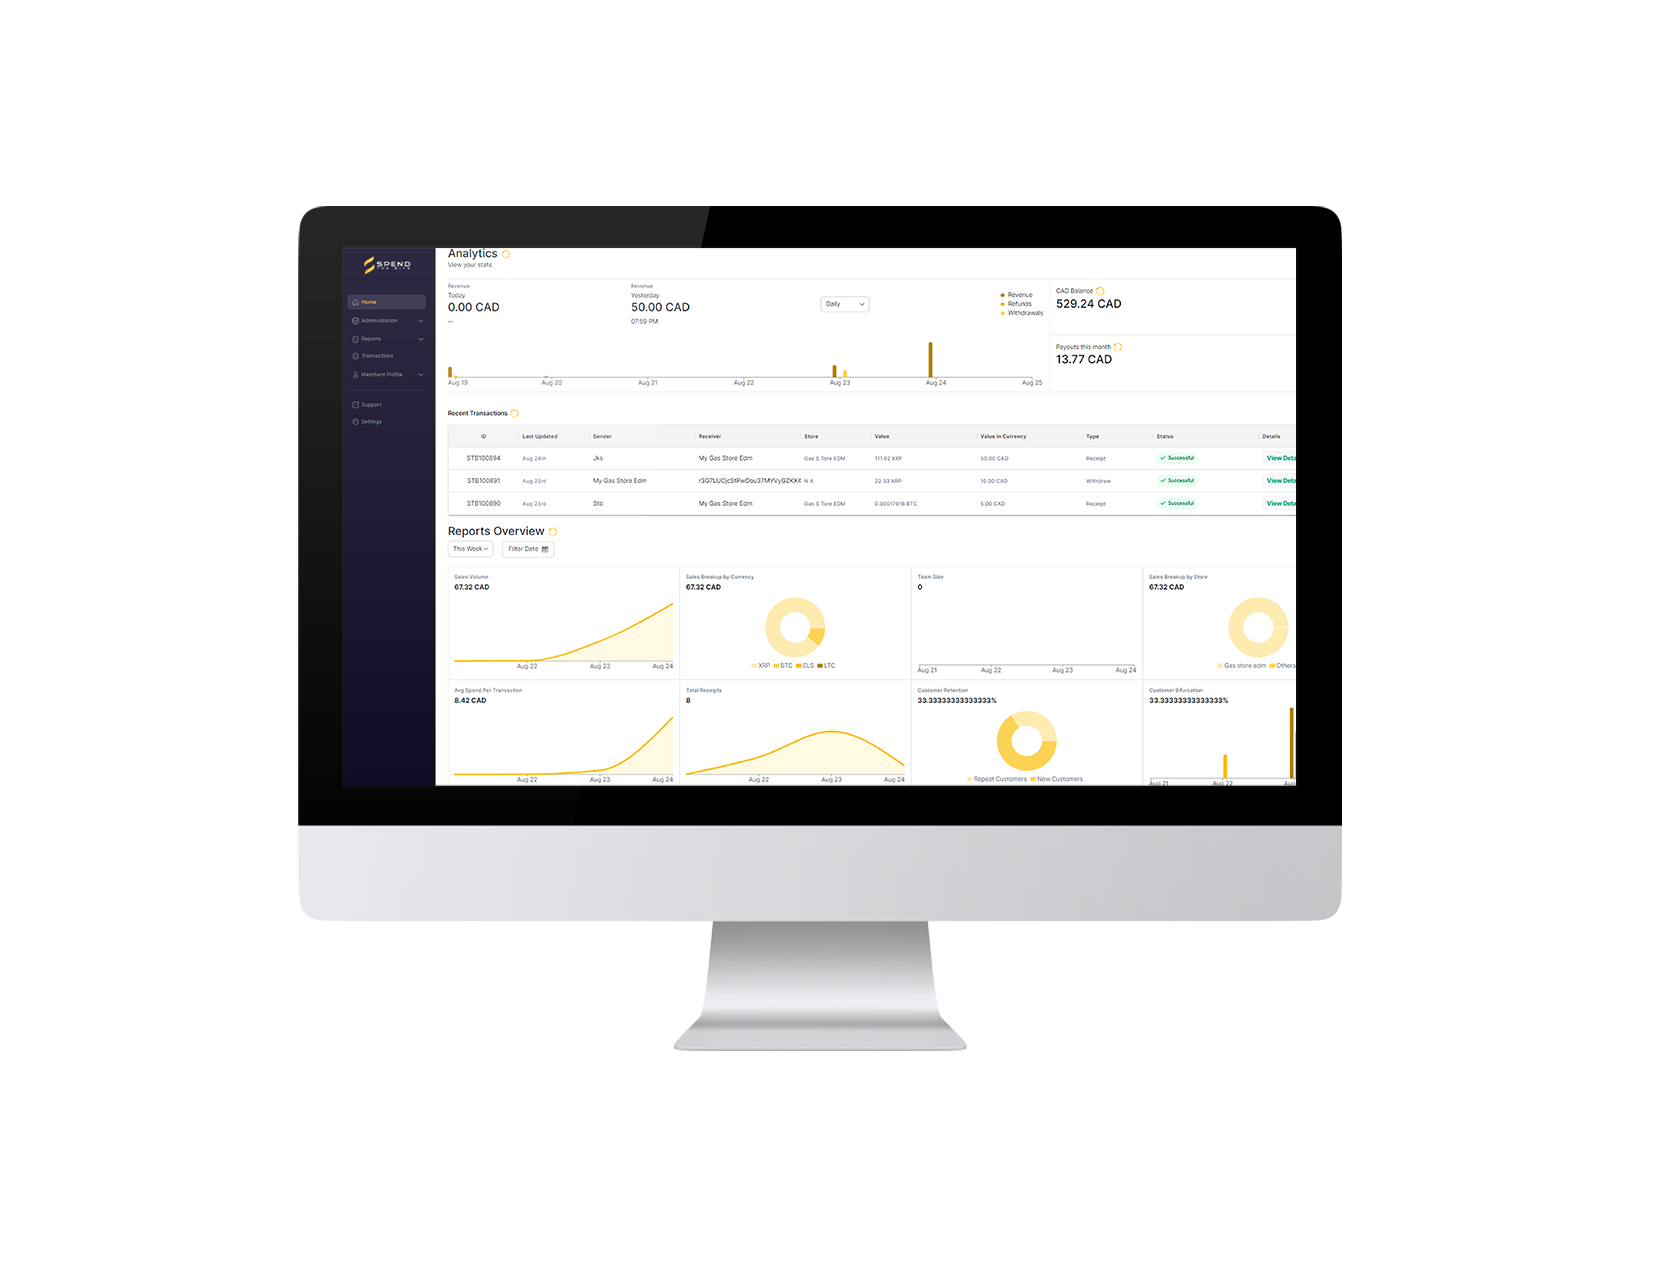 SPEND
THE BITS
Home
Administration
Reports
Transactions
Merchant Profile
Support
Settings
Analytics
View your stats
Revenue
Today
0.00 CAD
--
Revenue
Yesterday
50.00 CAD
07:59 PM
Daily
Revenue
Refunds
Withdrawals
Aug 19 Aug 20 Aug 21 Aug 22 Aug 23 Aug 24 Aug 25
CAD Balance
529.24 CAD
Payouts this month
13.77 CAD
Recent Transactions
ID Last Updated Sender Receiver Store Value Value in Currency Type Status Details
STB100894 Aug 24th Jks My Gas Store Edm Gas S Tore EDM 111.62 XRP 50.00 CAD Receipt Successful View Deta
STB100891 Aug 23rd My Gas Store Edm N A 22.33 XRP 10.00 CAD Withdraw Successful View Deta
STB100890 Aug 23rd Stb My Gas Store Edm Gas S Tore EDM 0.00017918 BTC 5.00 CAD Receipt Successful View Deta
Reports Overview
This Week Filter Date
Sales Volume
67.32 CAD
Aug 22 Aug 23 Aug 24
Sales Breakup by Currency
67.32 CAD
XRP BTC ELS LTC
Team Size
0
Aug 21 Aug 22 Aug 23 Aug 24
Sales Breakup by Store
67.32 CAD
Gas store edm Others
Avg Spend Per Transaction
8.42 CAD
Aug 22 Aug 23 Aug 24
Total Receipts
8
Aug 22 Aug 23 Aug 24
Customer Retention
33.33333333333333%
Repeat Customers New Customers
Customer Bifurcation
33.33333333333333%
Aug 21 Aug 22 Aug